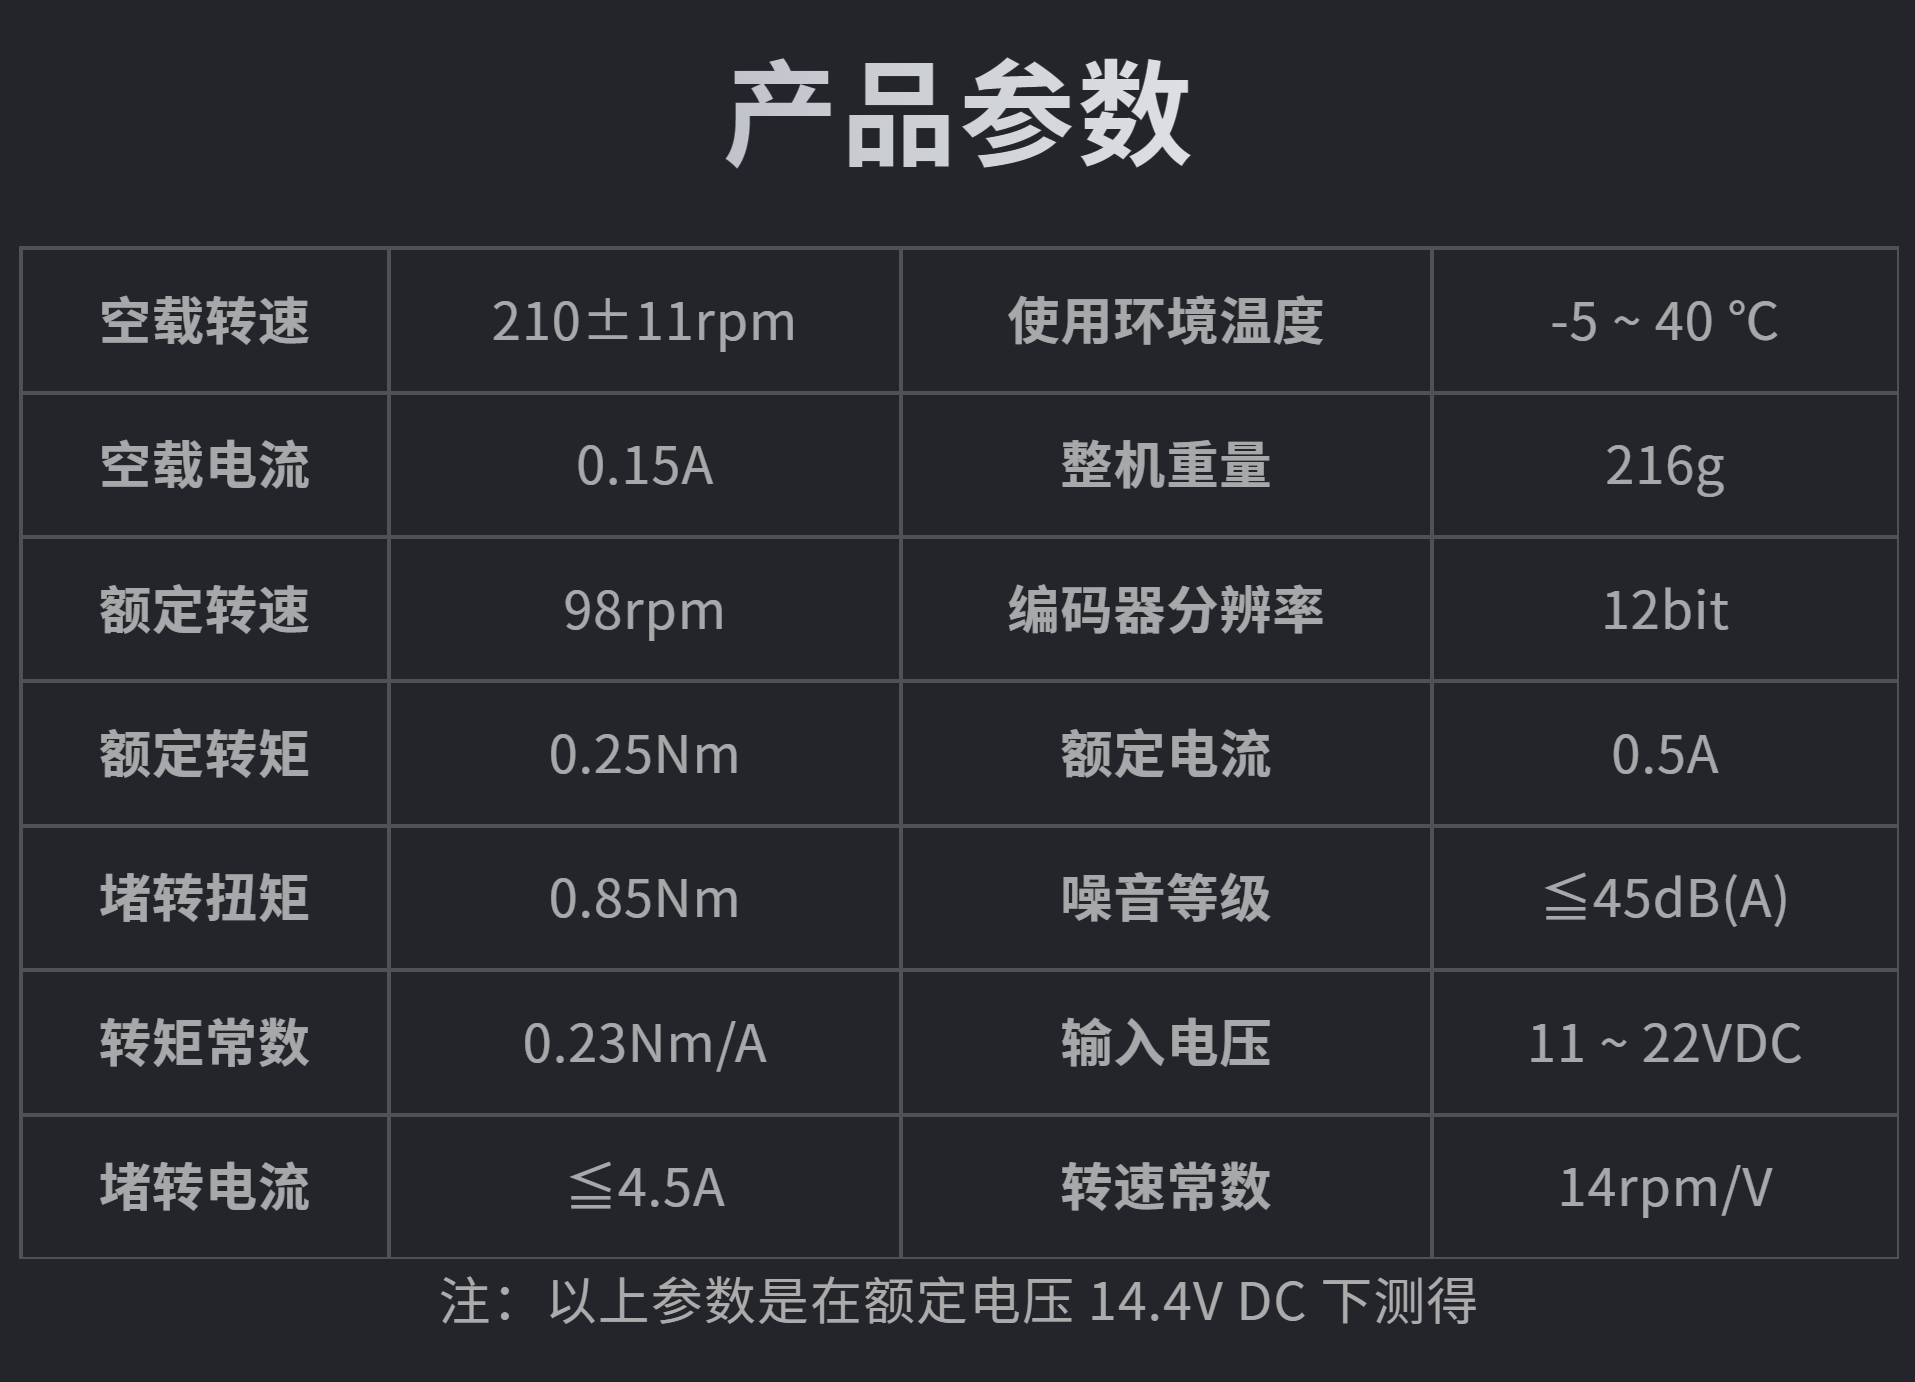 产品参数
空载转速 210±11rpm 使用环境温度 -5 ~ 40 ℃
空载电流 0.15A 整机重量 216g
额定转速 98rpm 编码器分辨率 12bit
额定转矩 0.25Nm 额定电流 0.5A
堵转扭矩 0.85Nm 噪音等级 ≦45dB(A)
转矩常数 0.23Nm/A 输入电压 11 ~ 22VDC
堵转电流 ≦4.5A 转速常数 14rpm/V
注：以上参数是在额定电压 14.4V DC 下测得